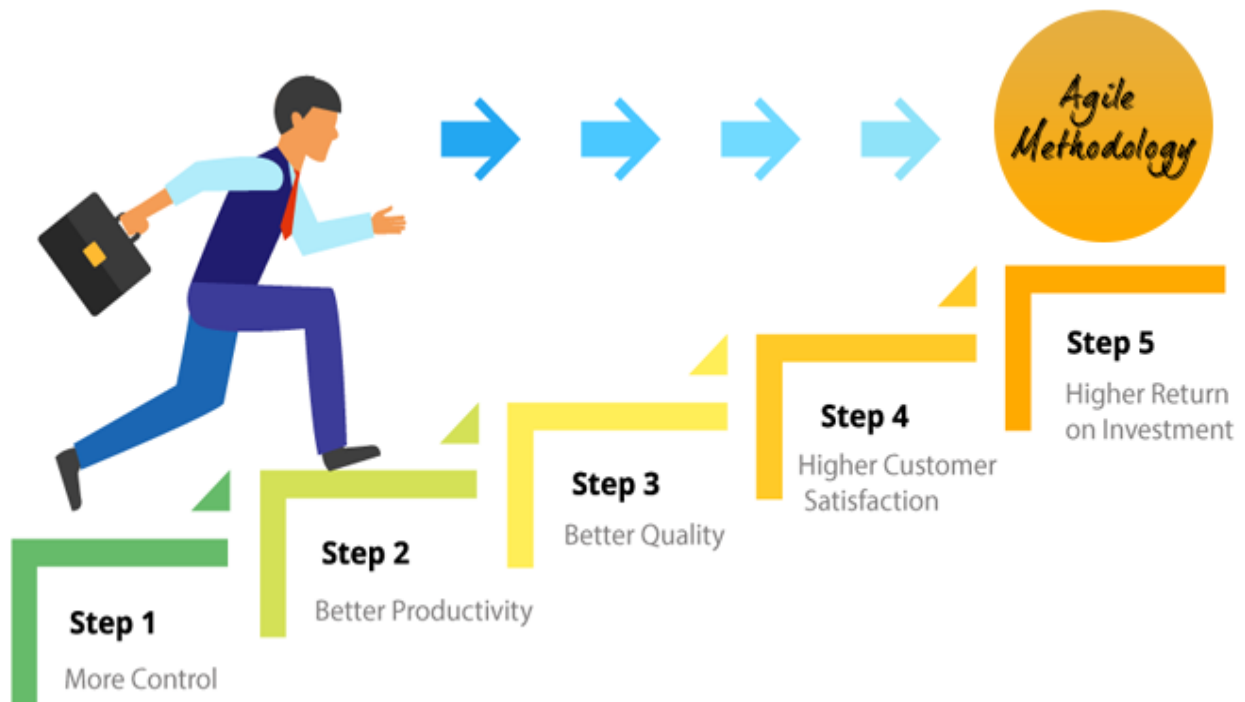 Agile
Methodology
Step 5
Higher Return
on Investment
Step 4
Higher Customer
Satisfaction
Step 3
Better Quality
Step 2
Better Productivity
Step 1
More Control